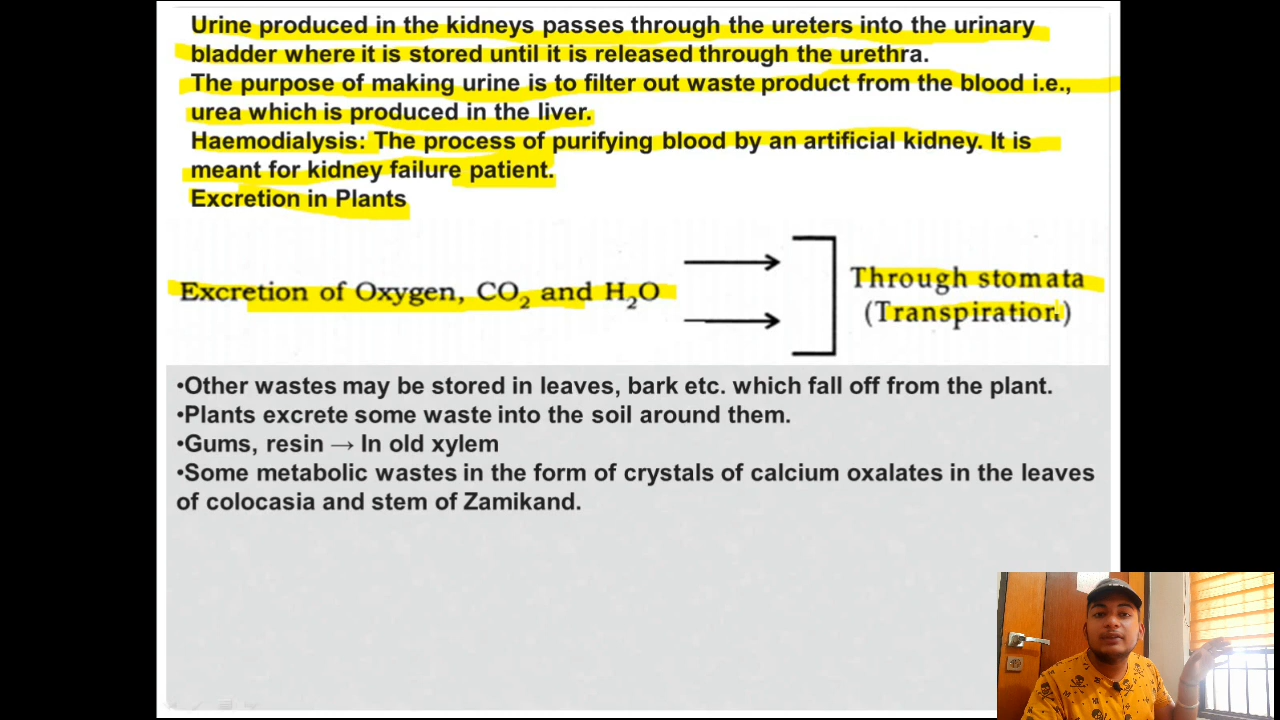 Urine produced in the kidneys passes through the ureters into the urinary
bladder where it is stored until it is released through the urethra.
The purpose of making urine is to filter out waste product from the blood i.e.,
urea which is produced in the liver.
Haemodialysis: The process of purifying blood by an artificial kidney. It is
meant for kidney failure patient.
Excretion in Plants
Excretion of Oxygen, CO₂ and H₂O
Through stomata
(Transpiration)
•Other wastes may be stored in leaves, bark etc. which fall off from the plant.
•Plants excrete some waste into the soil around them.
•Gums, resin → In old xylem
•Some metabolic wastes in the form of crystals of calcium oxalates in the leaves
of colocasia and stem of Zamikand.